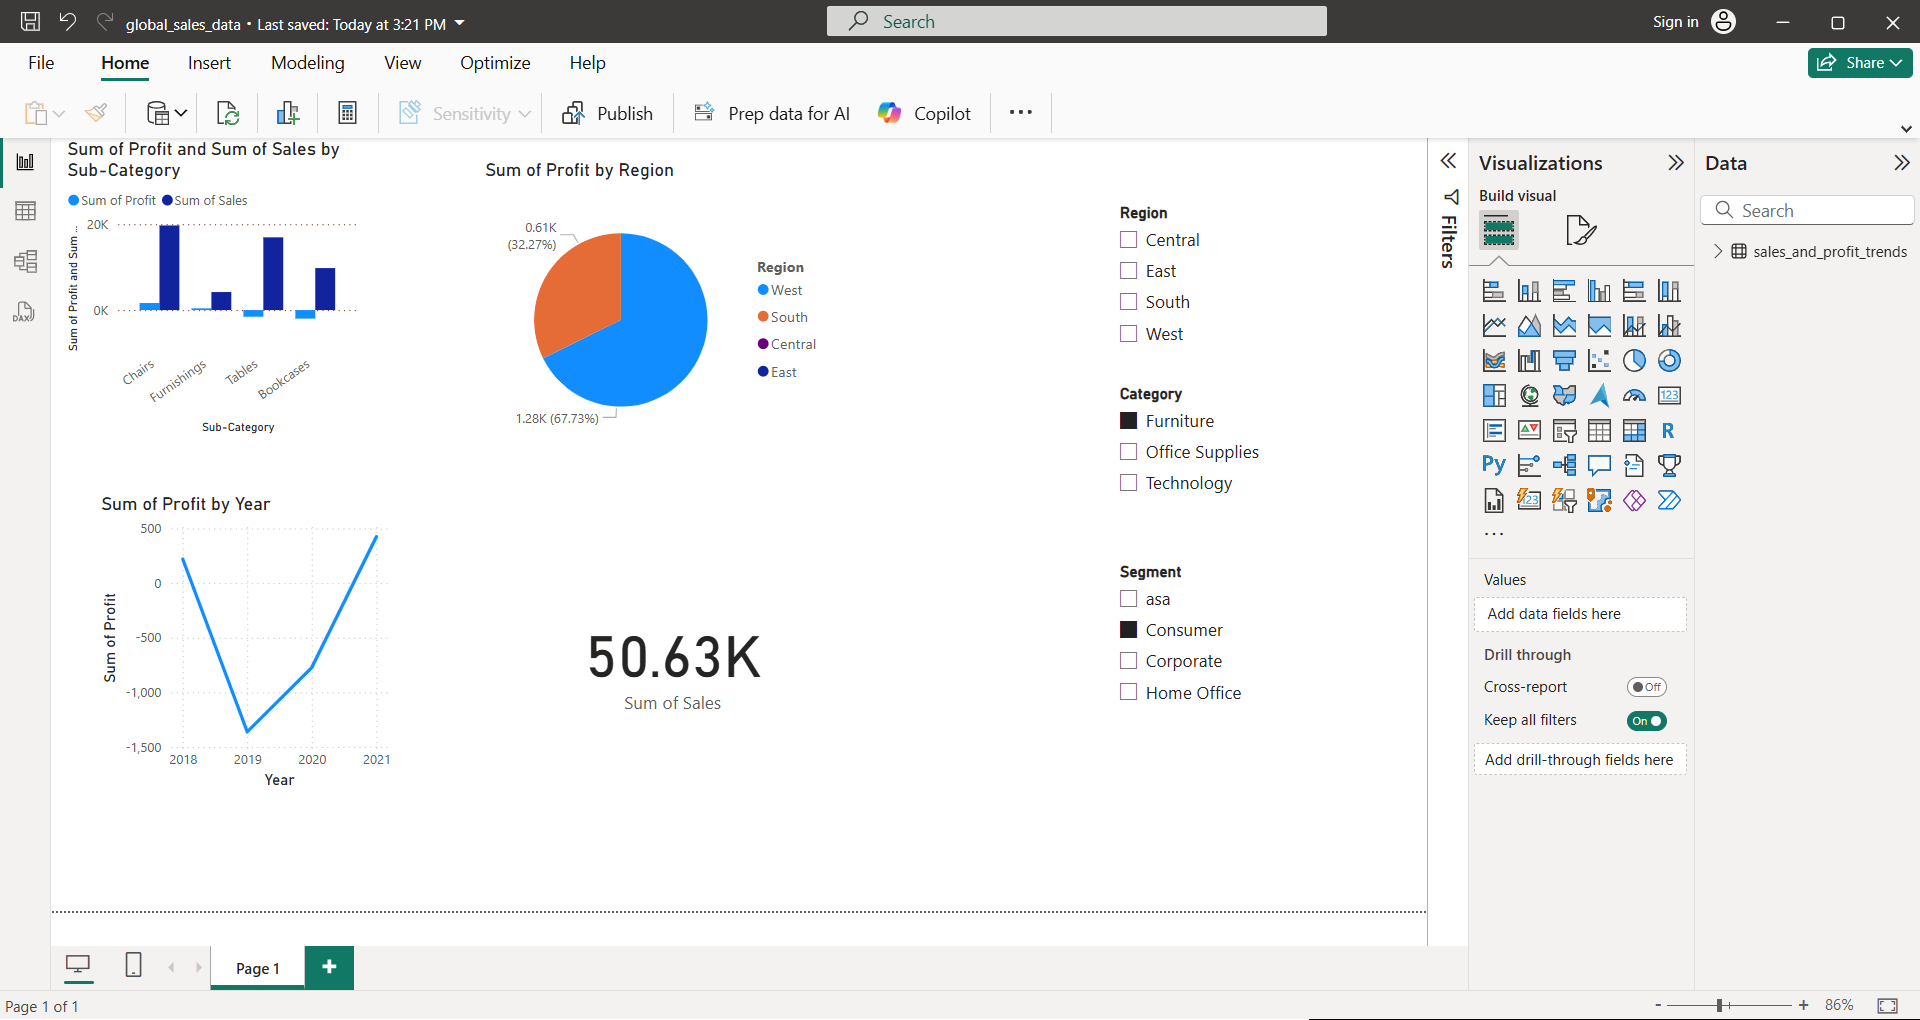 global_sales_data • Last saved: Today at 3:21 PM
Search
Sign in
File
Home
Insert
Modeling
View
Optimize
Help
Share
Sensitivity
Publish
Prep data for AI
Copilot
DAX
Sum of Profit and Sum of Sales by
Sub-Category
Sum of Profit
Sum of Sales
Sum of Profit and Sum ...
20K
0K
Chairs
Furnishings
Tables
Bookcases
Sub-Category
Sum of Profit by Region
0.61K
(32.27%)
1.28K (67.73%)
Region
West
South
Central
East
Region
Central
East
South
West
Category
Furniture
Office Supplies
Technology
Sum of Profit by Year
Sum of Profit
500
0
-500
-1,000
-1,500
2018
2019
2020
2021
Year
50.63K
Sum of Sales
Segment
asa
Consumer
Corporate
Home Office
Filters
Visualizations
Build visual
123
R
Py
123
Values
Add data fields here
Drill through
Cross-report
Off
Keep all filters
On
Add drill-through fields here
Data
Search
sales_and_profit_trends
Page 1
Page 1 of 1
- + 86%